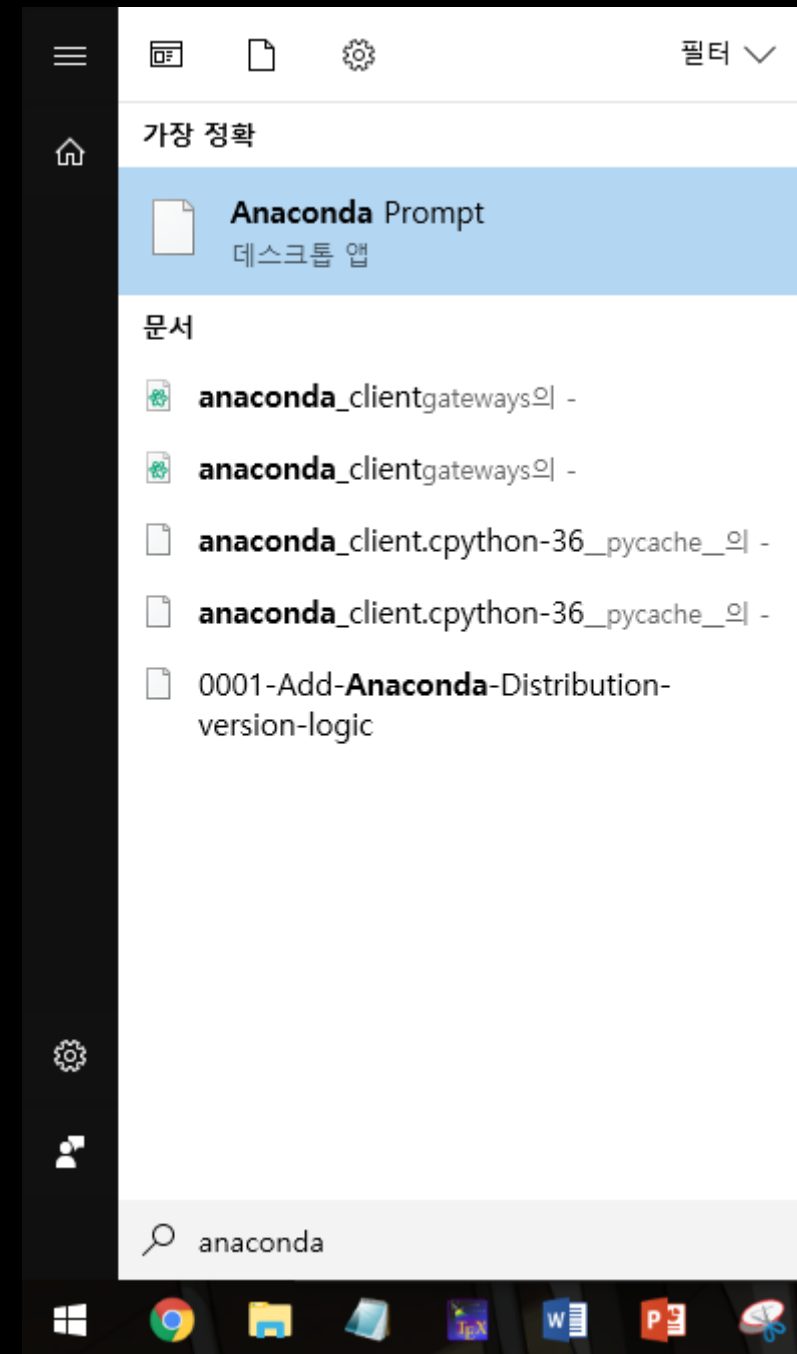 필터
가장 정확
Anaconda Prompt
데스크톱 앱
문서
anaconda_clientgateways의 -
anaconda_clientgateways의 -
anaconda_client.cpython-36__pycache__의 -
anaconda_client.cpython-36__pycache__의 -
0001-Add-Anaconda-Distribution-
version-logic
anaconda
TEX
W
P